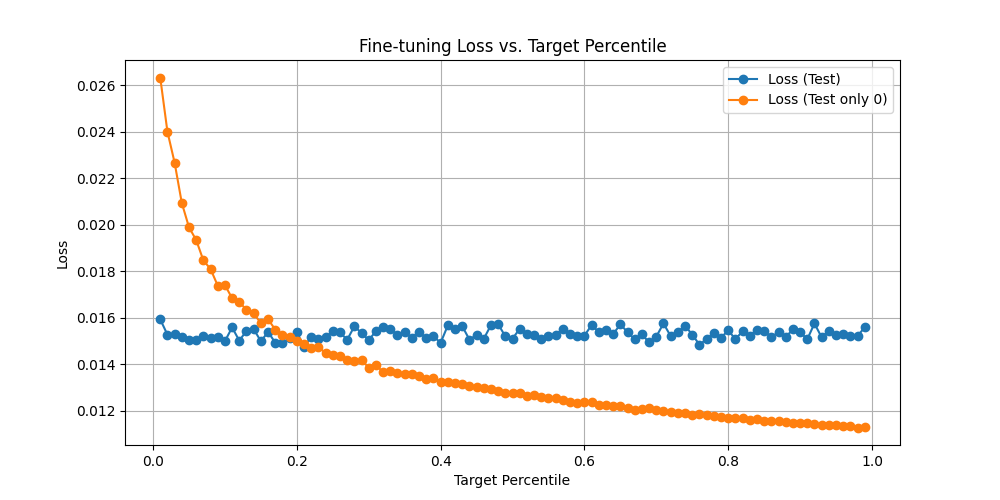 Fine-tuning Loss vs. Target Percentile
Loss (Test)
Loss (Test only 0)
0.026
0.024
0.022
0.020
0.018
0.016
0.014
0.012
Loss
0.0 0.2 0.4 0.6 0.8 1.0
Target Percentile